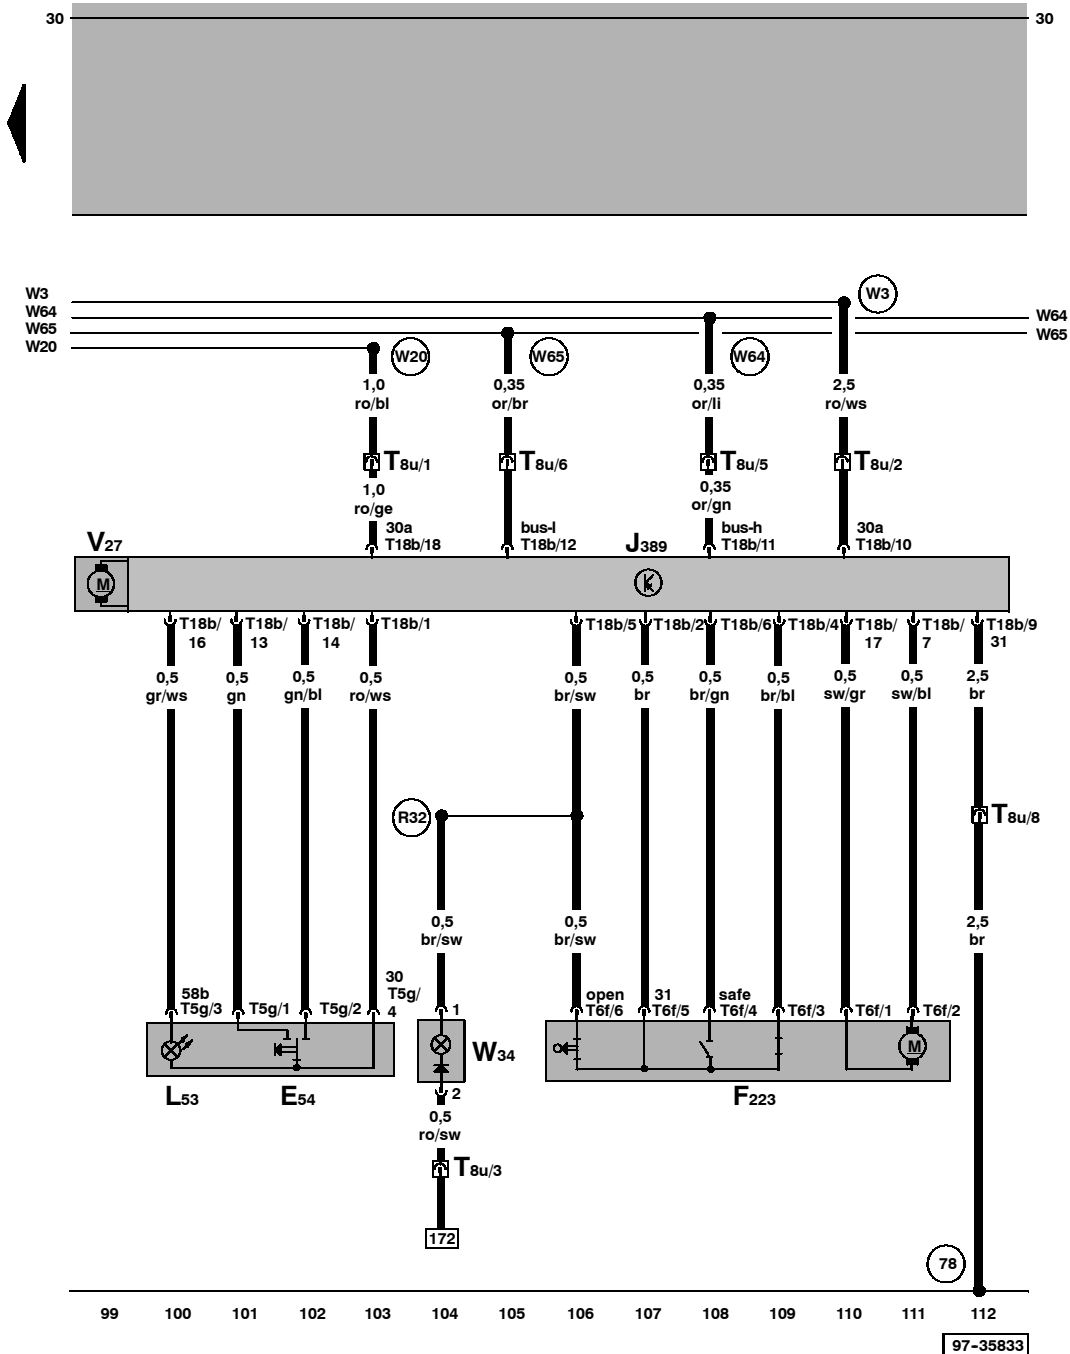 30 30
W3
W3
W64 W64
W65 W65
W20
W20 W65 W64
1,0 0,35 0,35 2,5
ro/bl or/br or/li ro/ws
T8u/1 T8u/6 T8u/5 T8u/2
1,0 0,35
ro/ge or/gn
30a bus-l bus-h 30a
T18b/18 T18b/12 T18b/11 T18b/10
V27 J389
M
T18b/ T18b/ T18b/ T18b/1 T18b/5 T18b/2 T18b/6 T18b/4 T18b/ T18b/ T18b/9
16 13 14 17 7 31
0,5 0,5 0,5 0,5 0,5 0,5 0,5 0,5 0,5 0,5 2,5
gr/ws gn gn/bl ro/ws br/sw br br/gn br/bl sw/gr sw/bl br
R32
T8u/8
0,5 0,5 2,5
br/sw br/sw br
30
58b T5g/ open 31 safe
T5g/3 T5g/1 T5g/2 4 1 T6f/6 T6f/5 T6f/4 T6f/3 T6f/1 T6f/2
M
W34
L53 E54 2 F223
0,5
ro/sw
T8u/3
172
78
99 100 101 102 103 104 105 106 107 108 109 110 111 112
97-35833